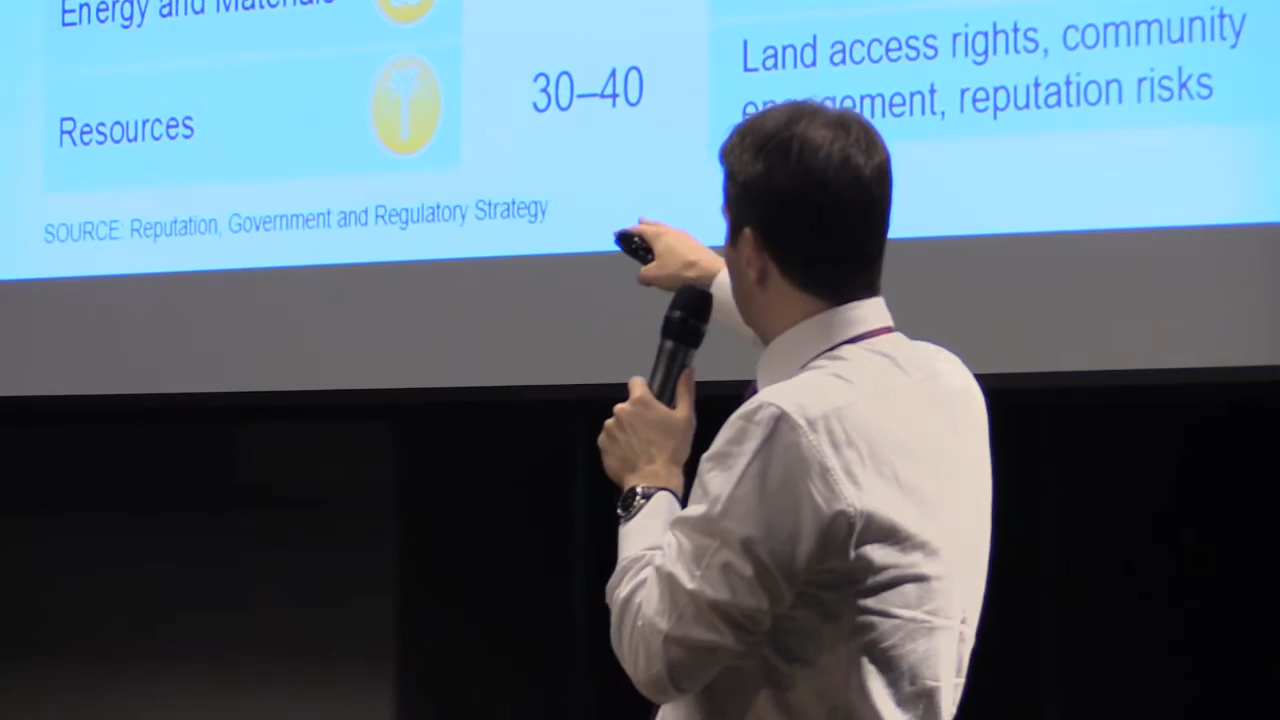 Energy and Materials
Resources
30–40
Land access rights, community
engagement, reputation risks
SOURCE: Reputation, Government and Regulatory Strategy